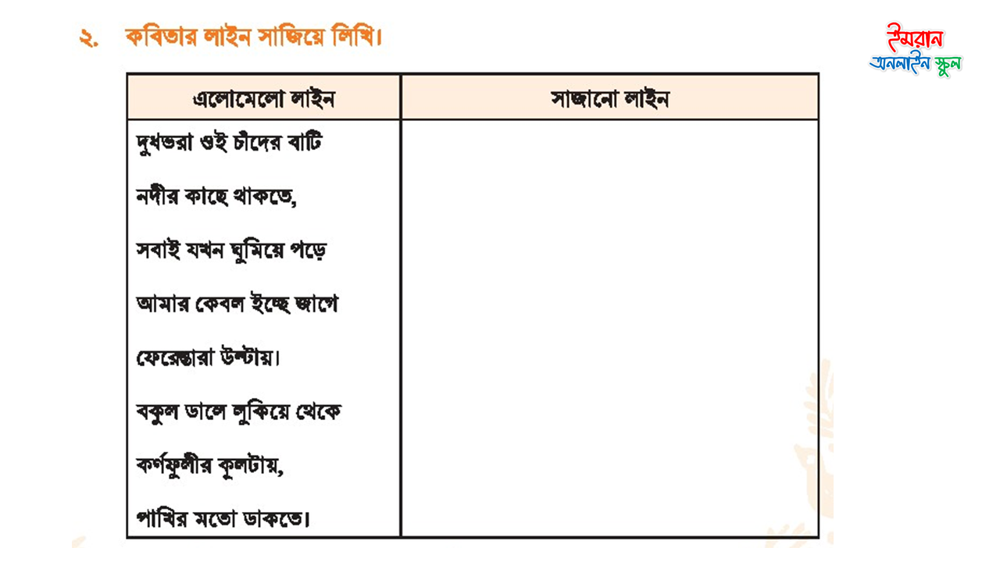 ২. কবিতার লাইন সাজিয়ে লিখি।
ইমরান
অনলাইন স্কুল
এলোমেলো লাইন
সাজানো লাইন
দুধভরা ওই চাঁদের বাটি
নদীর কাছে থাকতে,
সবাই যখন ঘুমিয়ে পড়ে
আমার কেবল ইচ্ছে জাগে
ফেরেস্তারা উল্টায়।
বকুল ডালে লুকিয়ে থেকে
কর্ণফুলীর কূলটায়,
পাখির মতো ডাকতে।